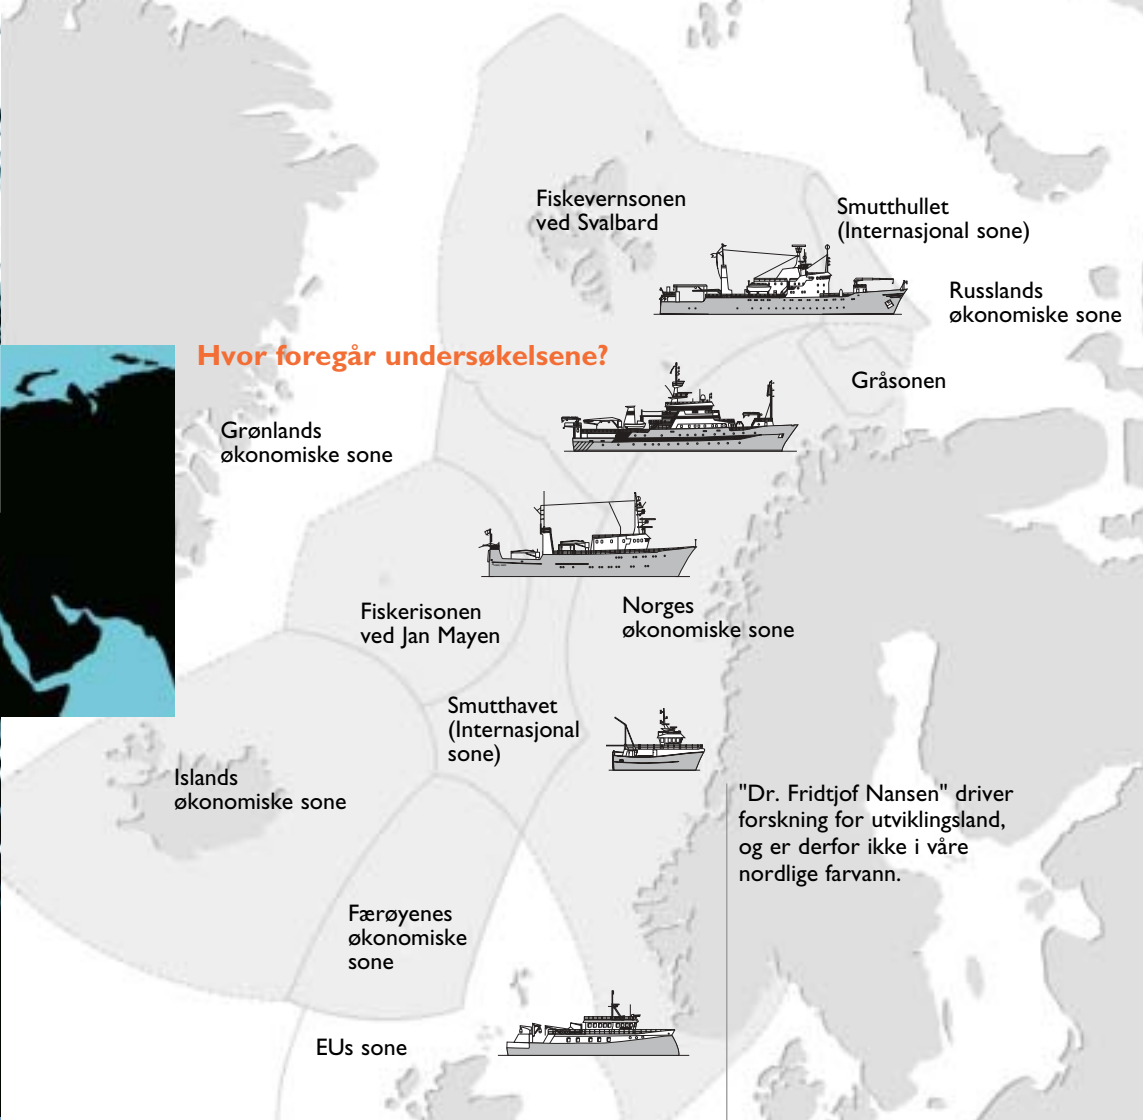 Fiskevernsonen
ved Svalbard
Smutthullet
(Internasjonal sone)
Russlands
økonomiske sone
Hvor foregår undersøkelsene?
Gråsonen
Grønlands
økonomiske sone
Fiskerisonen
ved Jan Mayen
Norges
økonomiske sone
Smutthavet
(Internasjonal
sone)
Islands
økonomiske sone
"Dr. Fridtjof Nansen" driver
forskning for utviklingsland,
og er derfor ikke i våre
nordlige farvann.
Færøyenes
økonomiske
sone
EUs sone